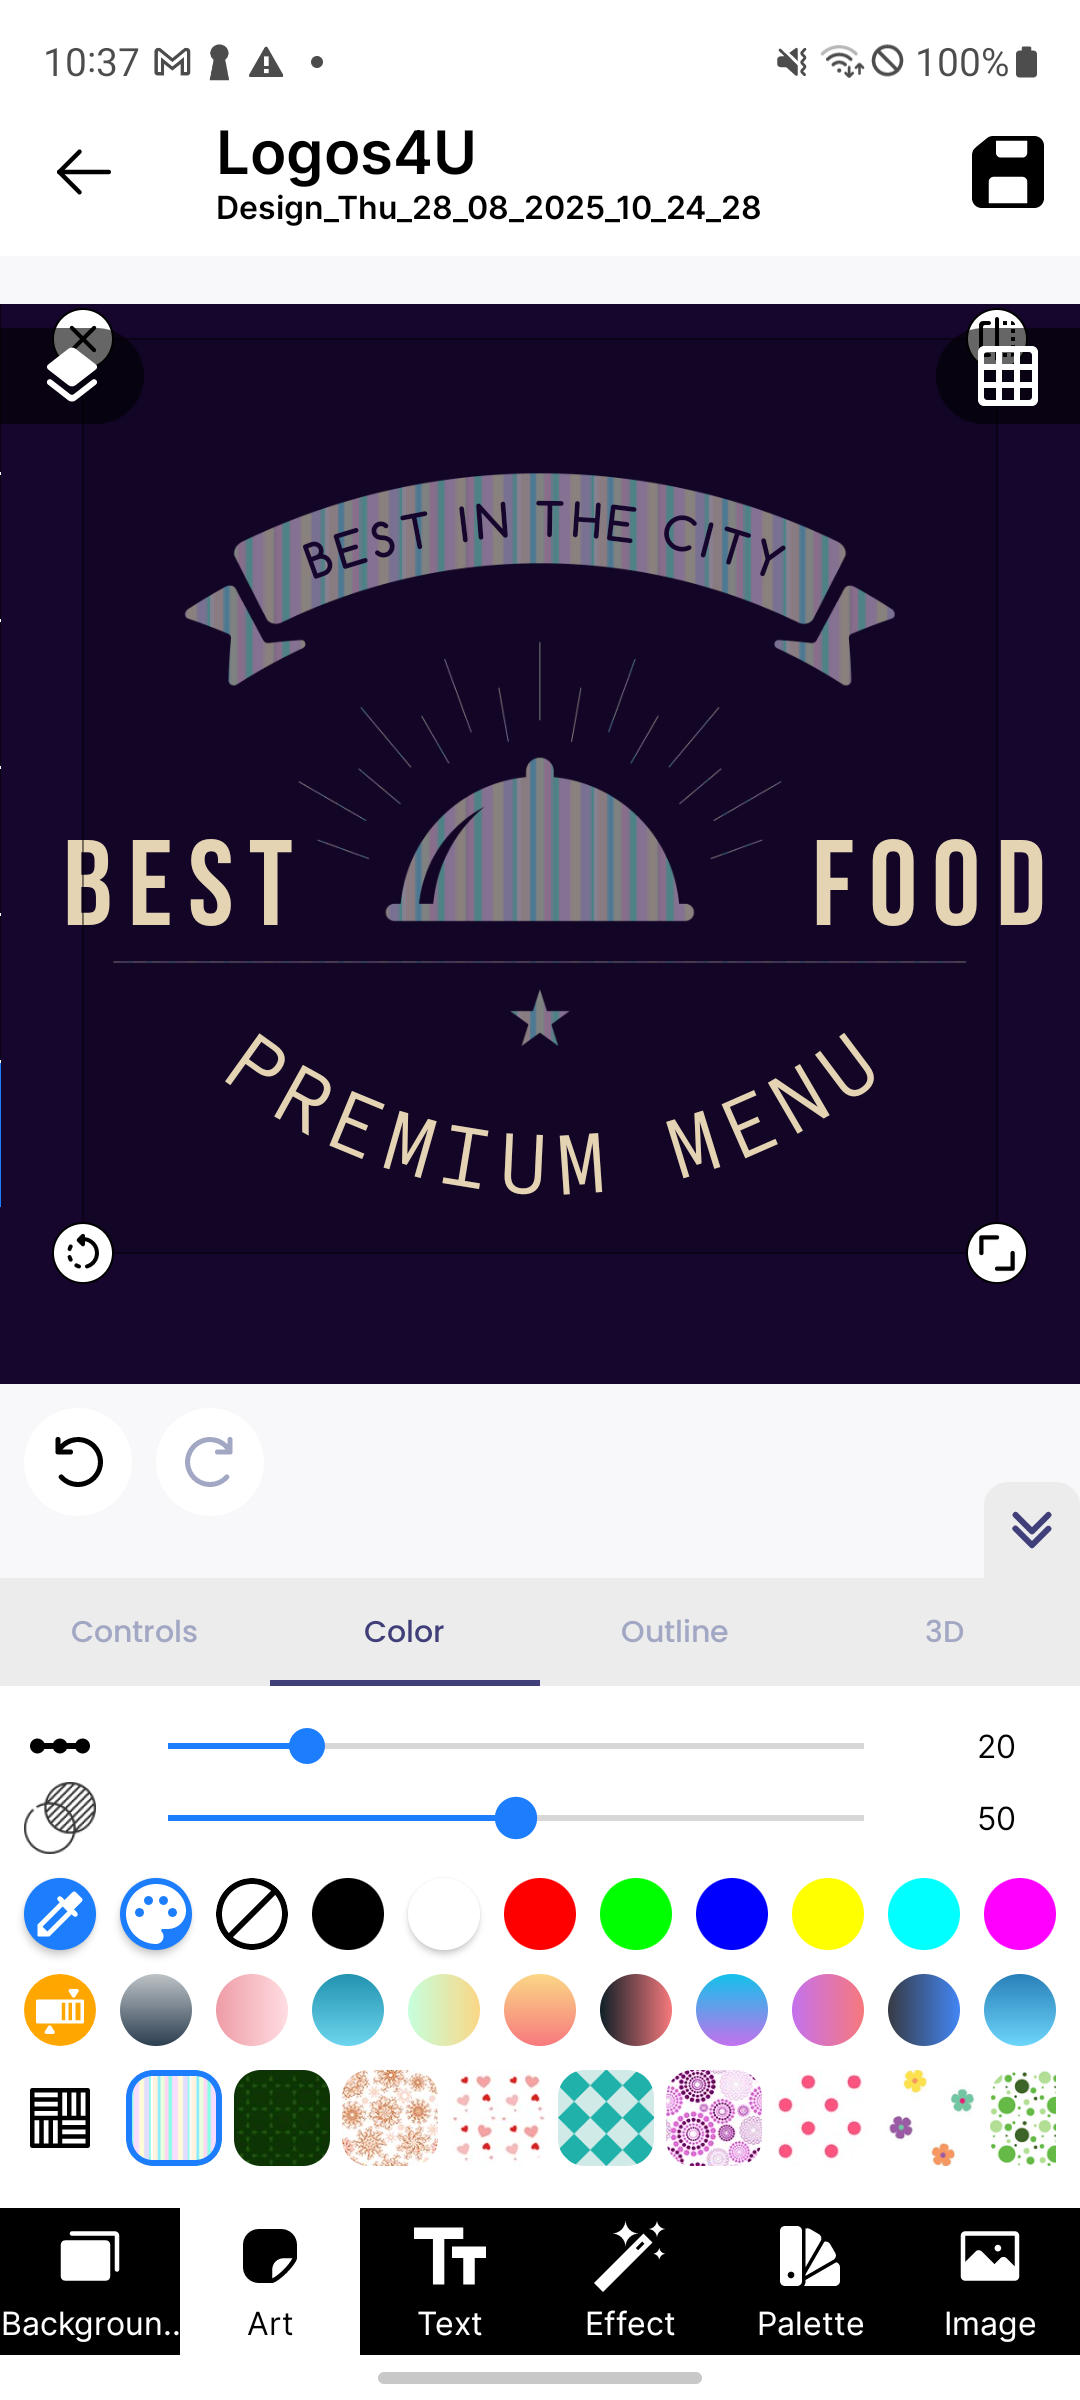 10:37
100%
Logos4U
Design_Thu_28_08_2025_10_24_28
BEST IN THE CITY
BEST FOOD
PREMIUM MENU
Controls Color Outline 3D
20
50
Backgroun.. Art Text Effect Palette Image